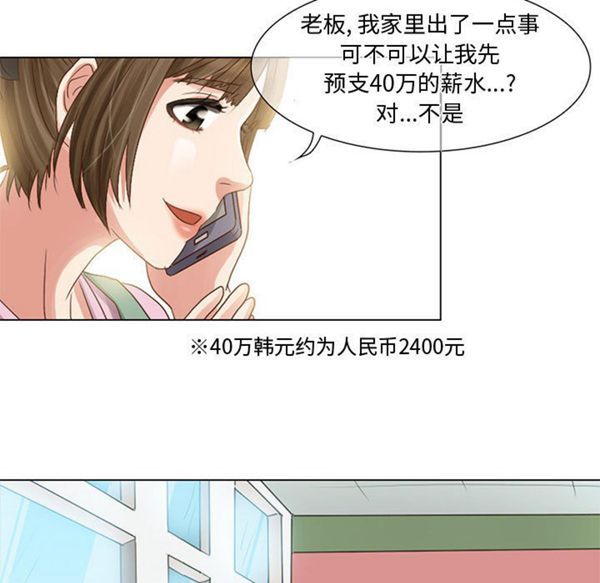 老板, 我家里出了一点事
可不可以让我先
预支40万的薪水...?
对...不是
※40万韩元约为人民币2400元